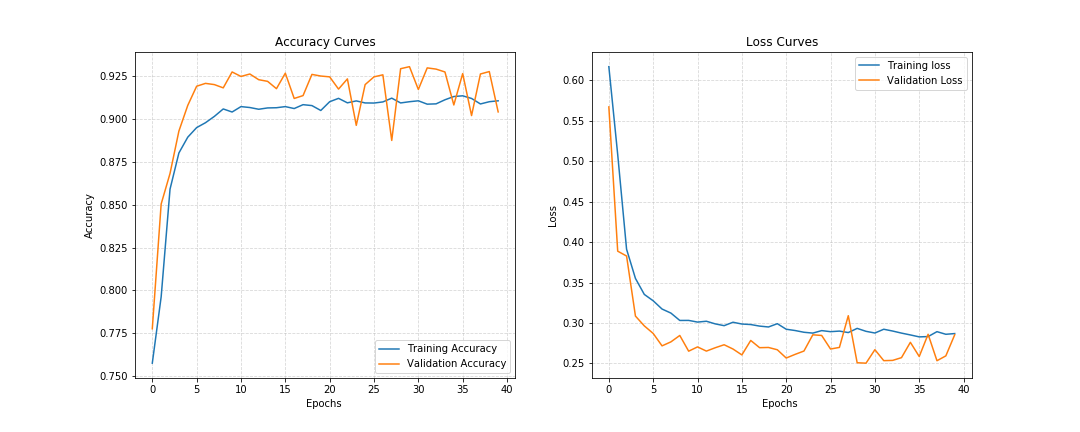 Accuracy Curves
0.925
0.900
0.875
0.850
0.825
0.800
0.775
0.750
Accuracy
0 5 10 15 20 25 30 35 40
Epochs
Training Accuracy
Validation Accuracy
Loss Curves
0.60
0.55
0.50
0.45
0.40
0.35
0.30
0.25
Loss
0 5 10 15 20 25 30 35 40
Epochs
Training loss
Validation Loss